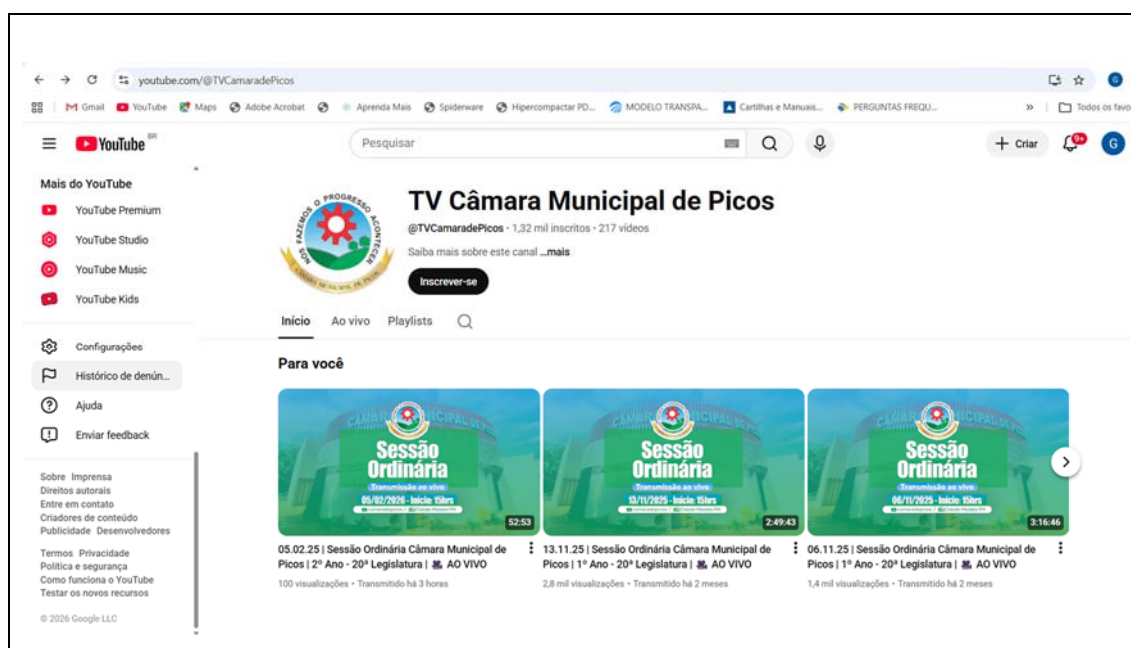 youtube.com/@TVCamaradePicos
Gmail YouTube Maps Adobe Acrobat Aprenda Mais Spiderware Hipercompactar PD... MODELO TRANSPA... Cartilhas e Manuais... PERGUNTAS FREQU... » Todos os favo
YouTube BR
Pesquisar
Criar
9+
G
Mais do YouTube
YouTube Premium
YouTube Studio
YouTube Music
YouTube Kids
Configurações
Histórico de denún...
Ajuda
Enviar feedback
Sobre Imprensa
Direitos autorais
Entre em contato
Criadores de conteúdo
Publicidade Desenvolvedores
Termos Privacidade
Política e segurança
Como funciona o YouTube
Testar os novos recursos
© 2026 Google LLC
NÓS FAZEMOS O PROGRESSO ACONTECER
CÂMARA MUNICIPAL DE PICOS
TV Câmara Municipal de Picos
@TVCamaradePicos • 1,32 mil inscritos • 217 vídeos
Saiba mais sobre este canal ...mais
Inscrever-se
Início Ao vivo Playlists
Para você
Sessão
Ordinária
Transmissão ao vivo
05/02/2026 - Início: 15hrs
52:53
05.02.25 | Sessão Ordinária Câmara Municipal de
Picos | 2º Ano - 20ª Legislatura | AO VIVO
100 visualizações • Transmitido há 3 horas
Sessão
Ordinária
Transmissão ao vivo
13/11/2025 - Início: 15hrs
2:49:43
13.11.25 | Sessão Ordinária Câmara Municipal de
Picos | 1º Ano - 20ª Legislatura | AO VIVO
2,8 mil visualizações • Transmitido há 2 meses
Sessão
Ordinária
Transmissão ao vivo
06/11/2025 - Início: 15hrs
3:16:46
06.11.25 | Sessão Ordinária Câmara Municipal de
Picos | 1º Ano - 20ª Legislatura | AO VIVO
1,4 mil visualizações • Transmitido há 2 meses